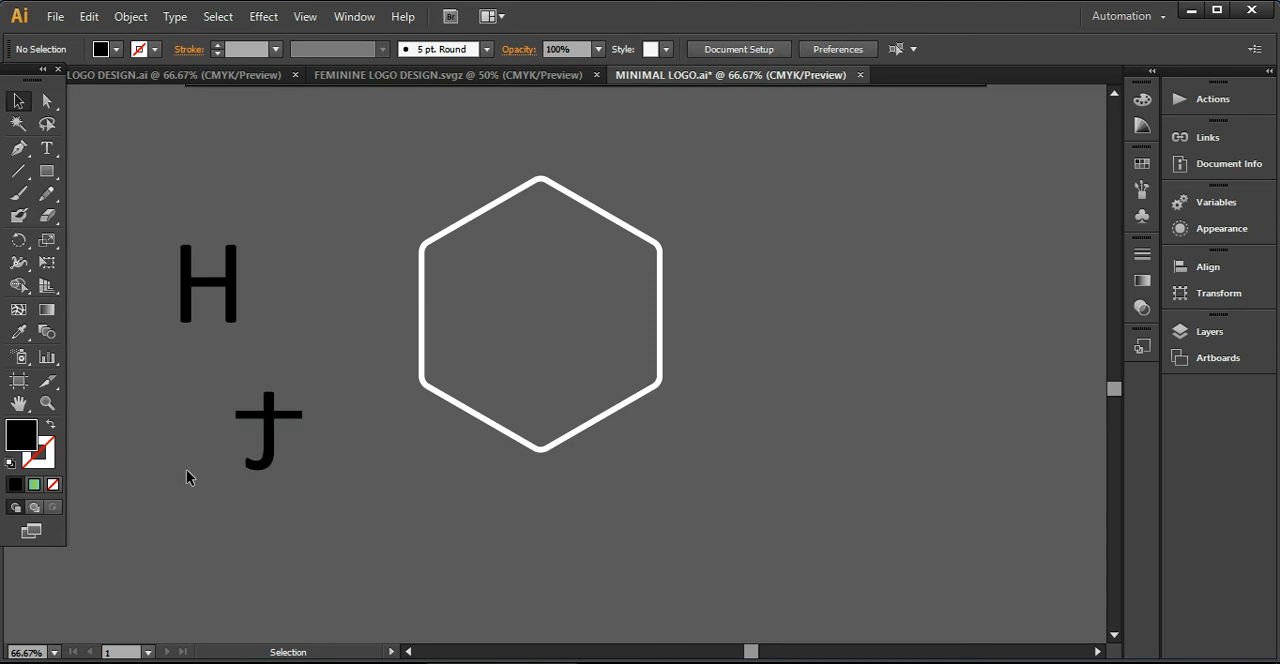 Ai File Edit Object Type Select Effect View Window Help Br Automation
No Selection Stroke: 5 pt. Round Opacity: 100% Style: Document Setup Preferences
LOGO DESIGN.ai @ 66.67% (CMYK/Preview) × FEMININE LOGO DESIGN.svgz @ 50% (CMYK/Preview) × MINIMAL LOGO.ai* @ 66.67% (CMYK/Preview) ×
Actions
Links
Document Info
Variables
Appearance
Align
Transform
Layers
Artboards
H
J
66.67% 1 Selection